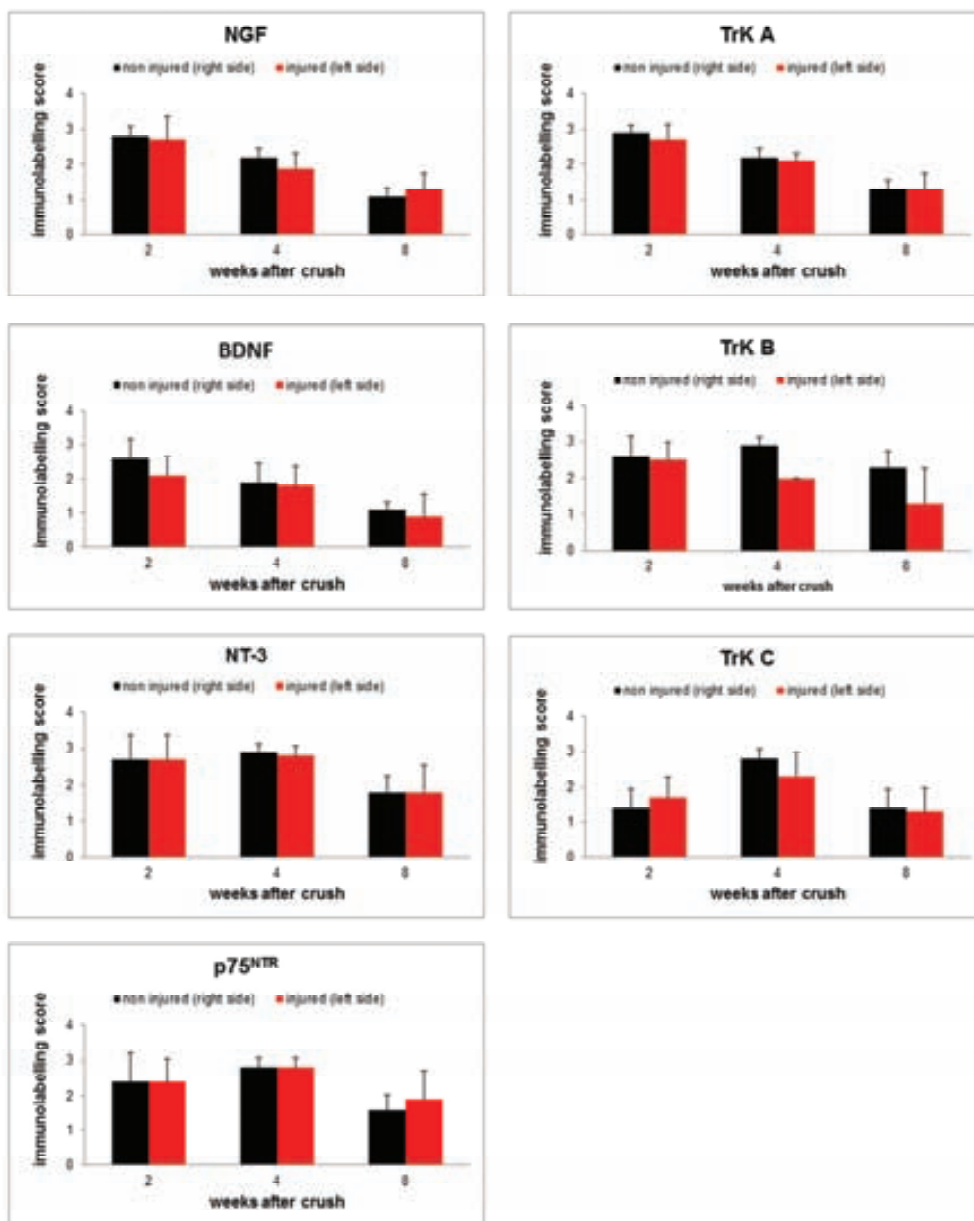 NGF
non injured (right side) injured (left side)
immunolabelling score
4
3
2
1
0
2 4 8
weeks after crush
TrK A
non injured (right side) injured (left side)
immunolabelling score
4
3
2
1
0
2 4 8
weeks after crush
BDNF
non injured (right side) injured (left side)
immunolabelling score
4
3
2
1
0
2 4 8
weeks after crush
TrK B
non injured (right side) injured (left side)
immunolabelling score
4
3
2
1
0
2 4 8
weeks after crush
NT-3
non injured (right side) injured (left side)
immunolabelling score
4
3
2
1
0
2 4 8
weeks after crush
TrK C
non injured (right side) injured (left side)
immunolabelling score
4
3
2
1
0
2 4 8
weeks after crush
p75NTR
non injured (right side) injured (left side)
immunolabelling score
4
3
2
1
0
2 4 8
weeks after crush